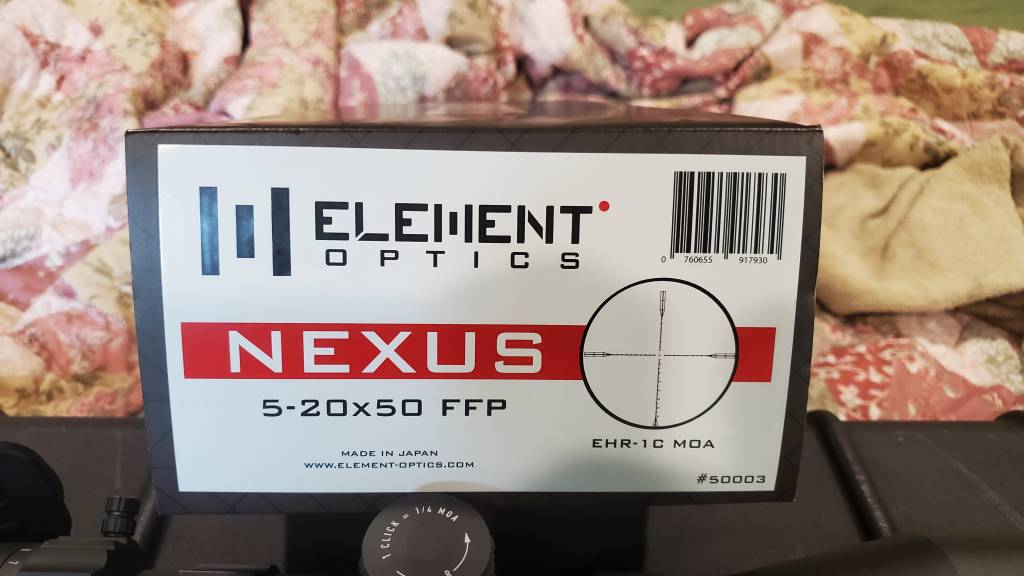 ELEMENT
OPTICS
0 760655 917930
NEXUS
5-20x50 FFP
EHR-1C MOA
MADE IN JAPAN
WWW.ELEMENT-OPTICS.COM
#50003
1 CLICK = 1/4 MOA
R